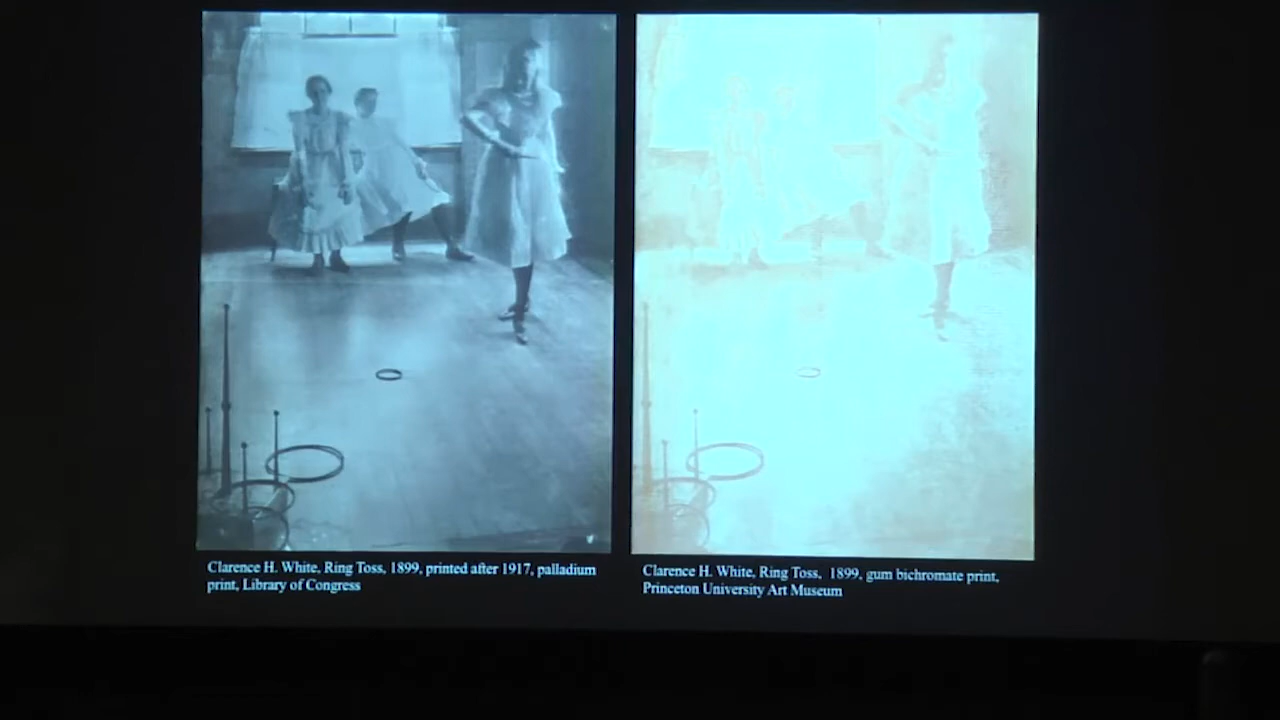 Clarence H. White, Ring Toss, 1899, printed after 1917, palladium
print, Library of Congress
Clarence H. White, Ring Toss,  1899, gum bichromate print,
Princeton University Art Museum